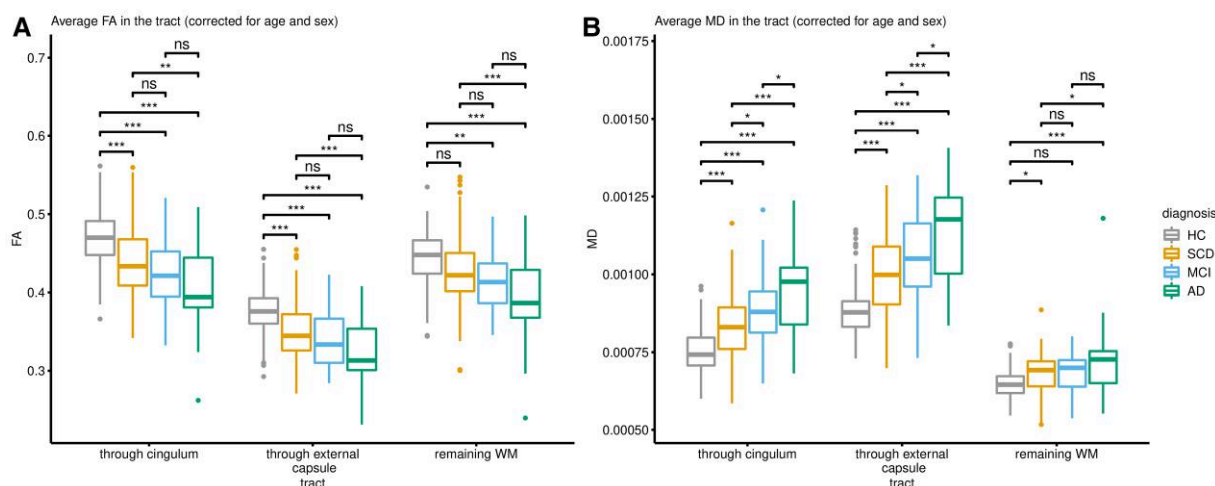 A
Average FA in the tract (corrected for age and sex)
0.7
0.6
0.5
0.4
0.3
FA
ns
**
ns
***
***
***
ns
***
ns
***
***
***
ns
***
ns
***
**
ns
through cingulum
through external
capsule
remaining WM
tract
B
Average MD in the tract (corrected for age and sex)
0.00175
0.00150
0.00125
0.00100
0.00075
0.00050
MD
*
***
*
***
***
***
*
***
*
***
***
***
ns
*
ns
***
ns
*
through cingulum
through external
capsule
remaining WM
tract
diagnosis
HC
SCD
MCI
AD